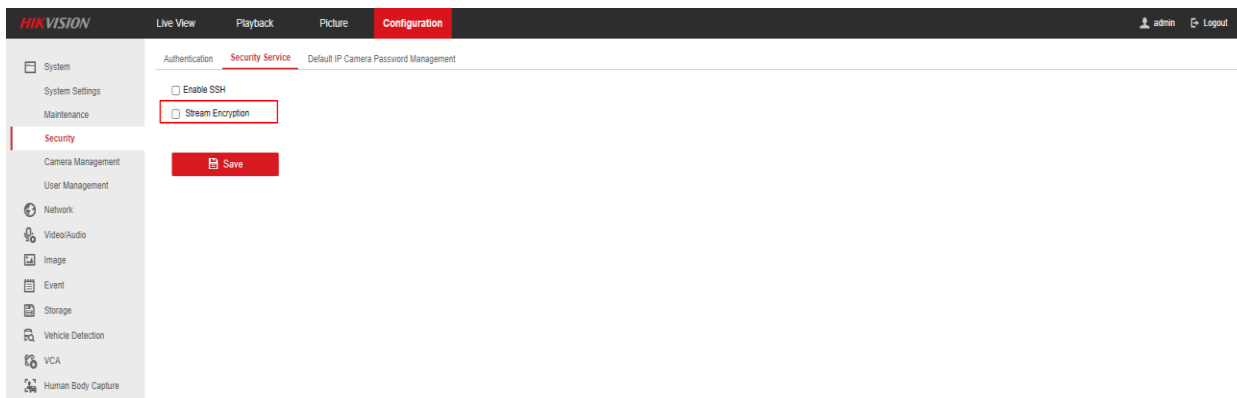 HIKVISION Live View Playback Picture Configuration admin Logout
Authentication Security Service Default IP Camera Password Management
System
System Settings
Maintenance
Security
Camera Management
User Management
Network
Video/Audio
Image
Event
Storage
Vehicle Detection
VCA
Human Body Capture
Enable SSH
Stream Encryption
Save